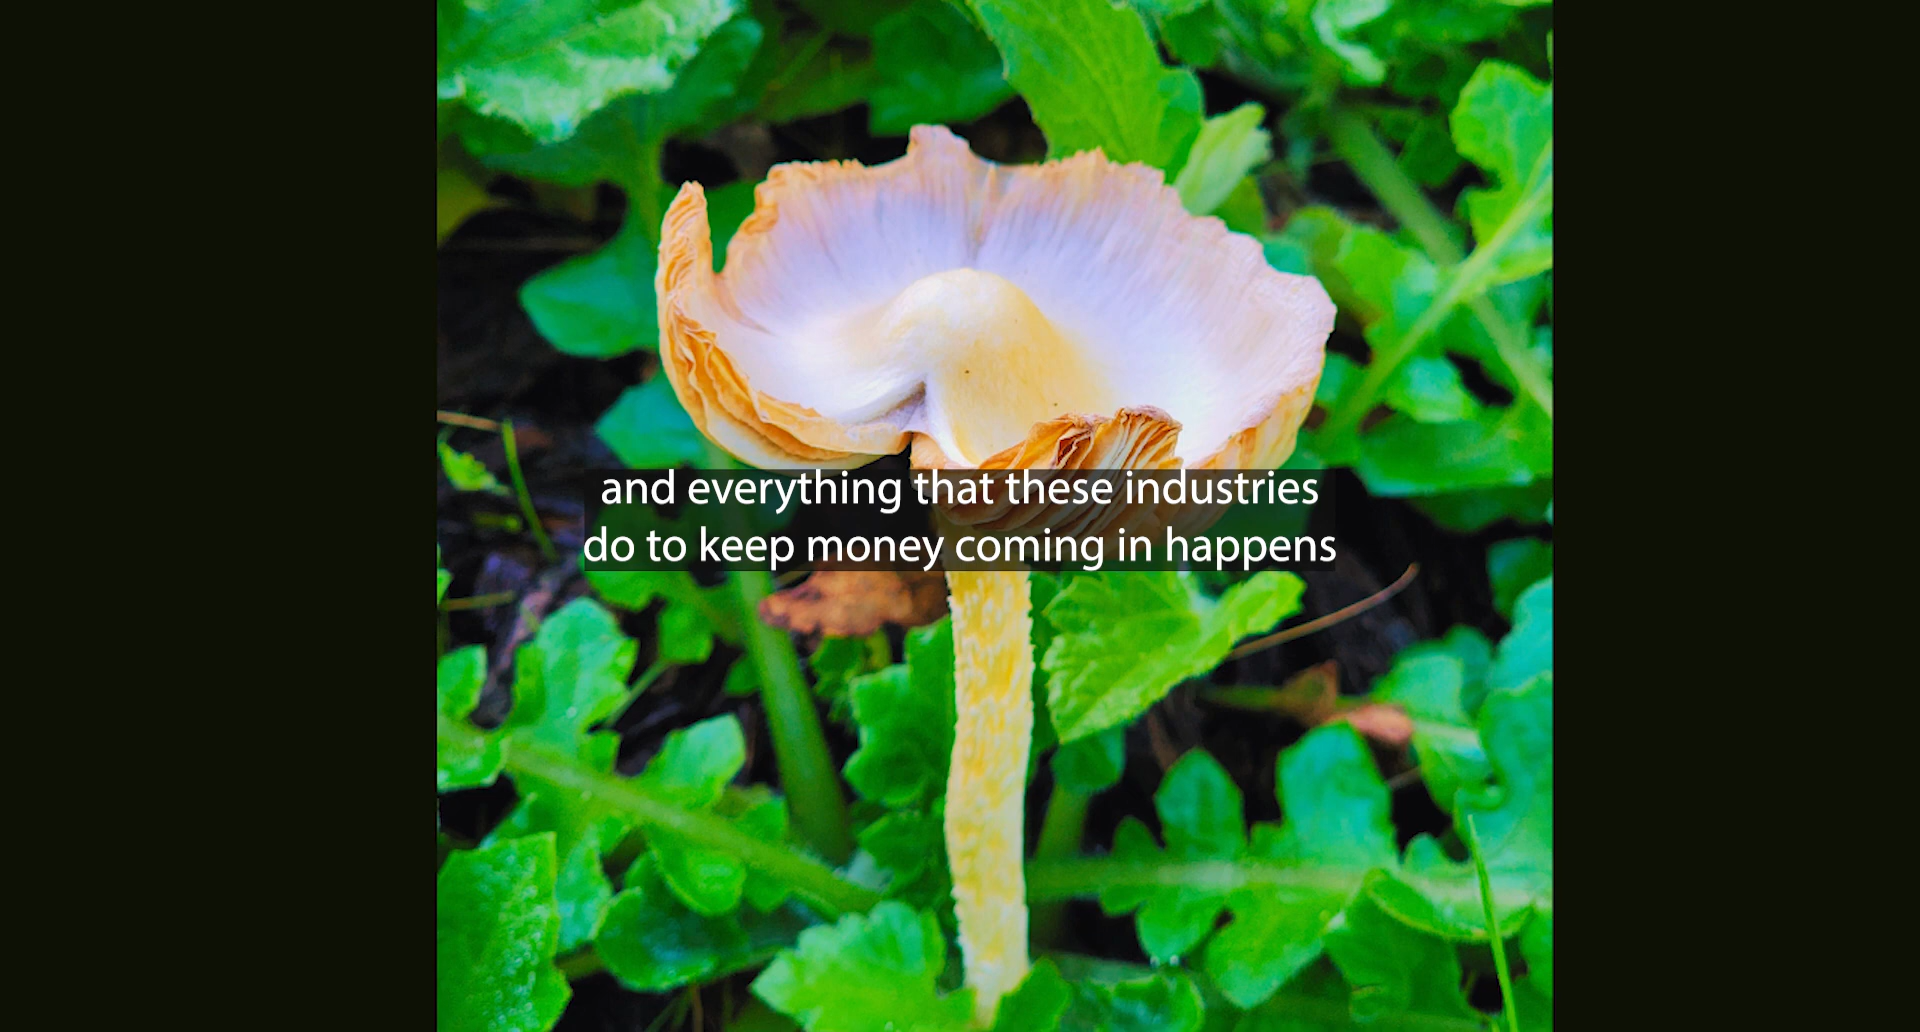 and everything that these industries
do to keep money coming in happens